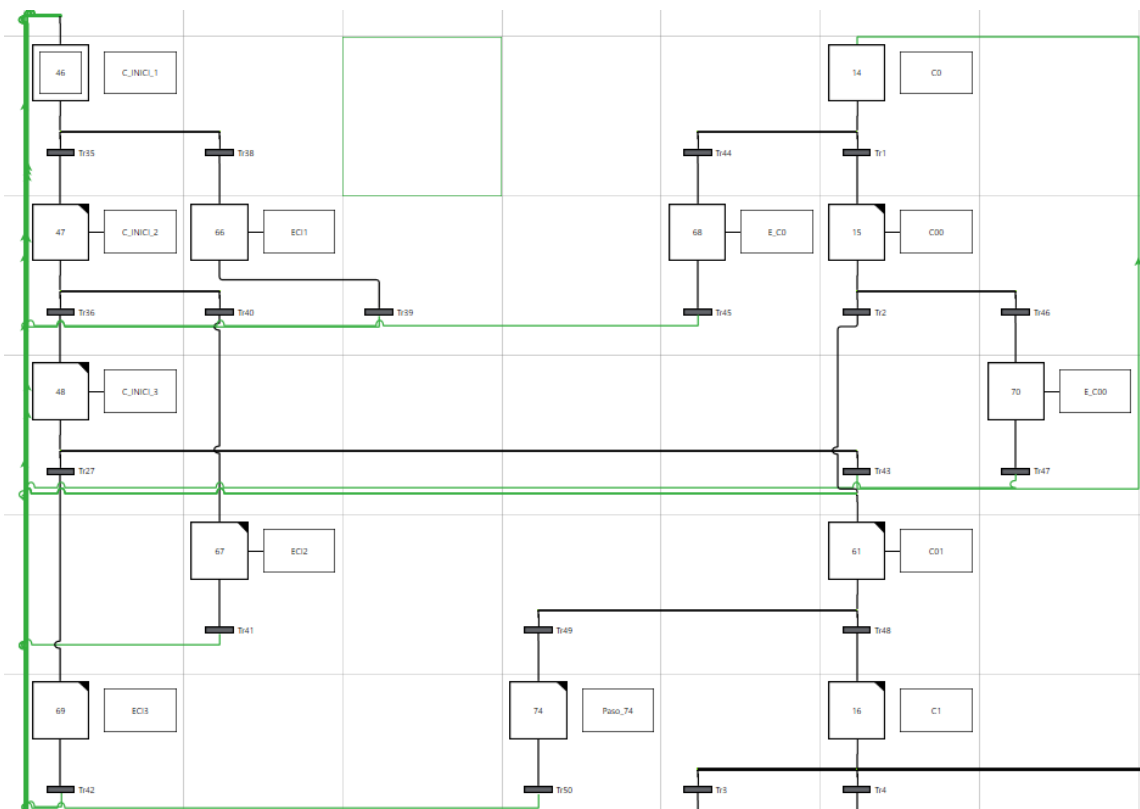 46 C_INICI_1 14 C0
Tr35 Tr38 Tr44 Tr1
47 C_INICI_2 66 ECI1 68 E_C0 15 C00
Tr36 Tr40 Tr39 Tr45 Tr2 Tr46
48 C_INICI_3 70 E_C00
Tr27 Tr43 Tr47
67 ECI2 61 C01
Tr41 Tr49 Tr48
69 ECI3 74 Paso_74 16 C1
Tr42 Tr50 Tr3 Tr4